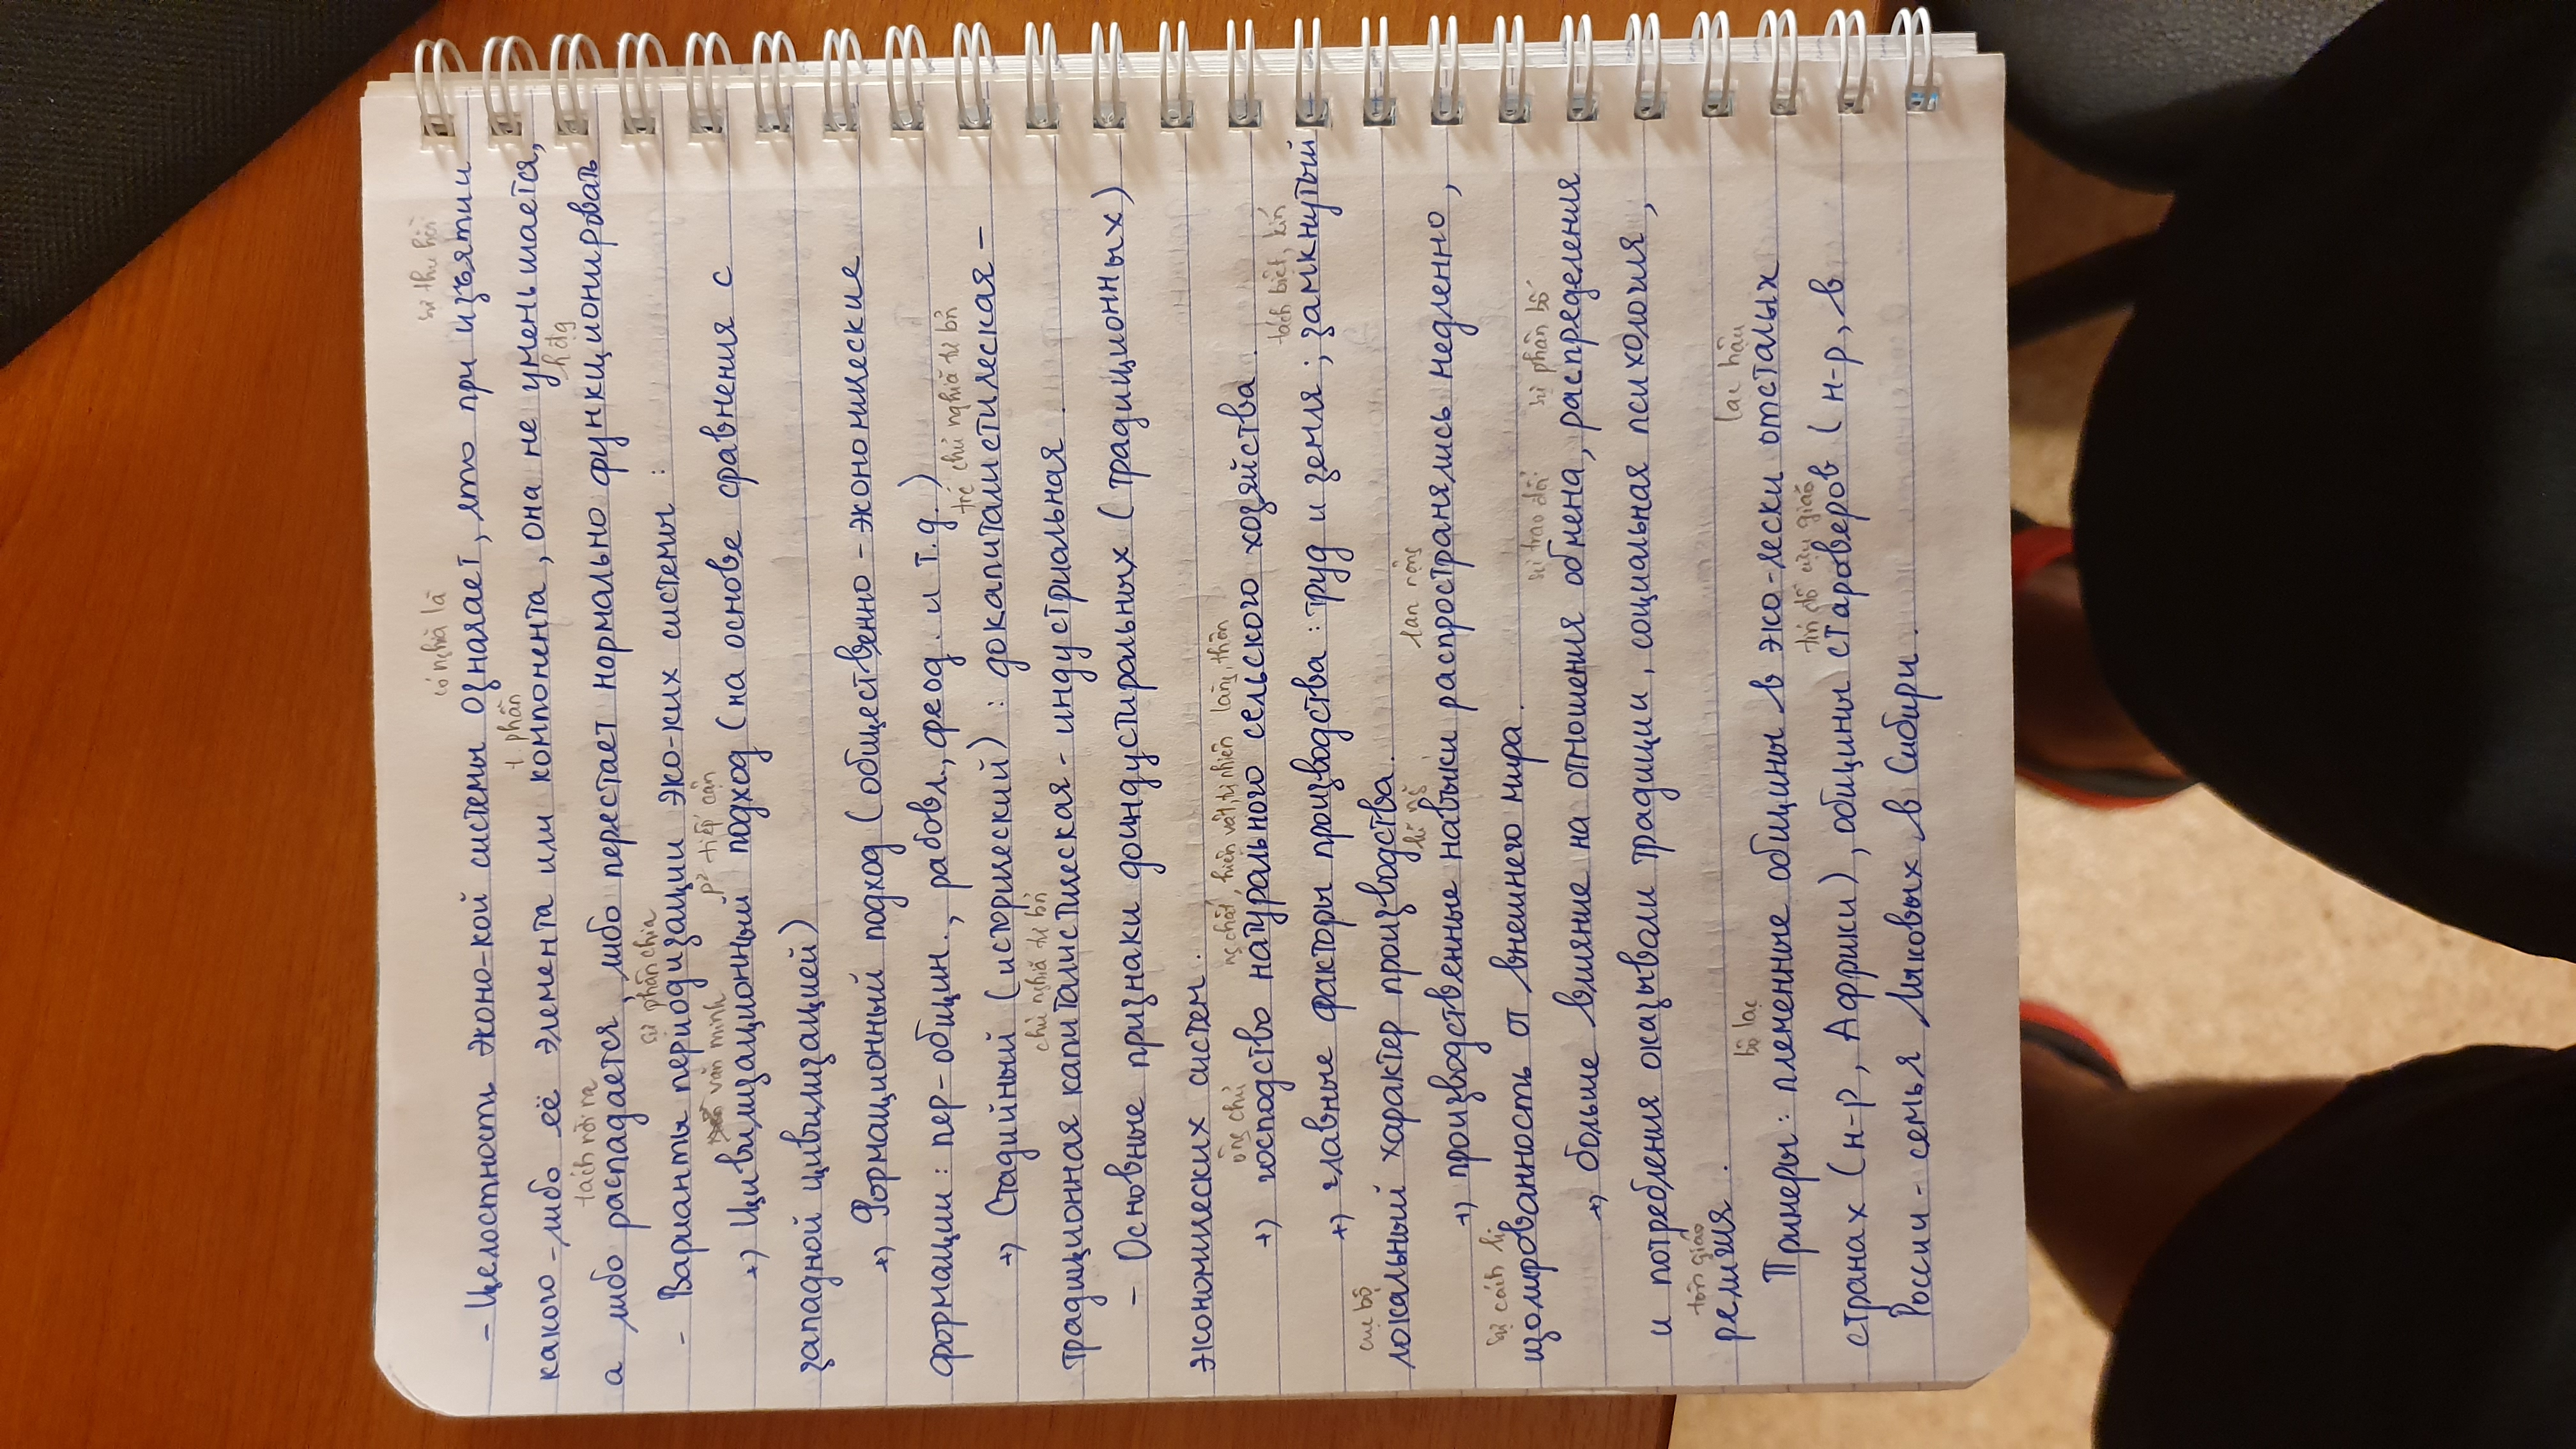 có nghĩa là sự thu hồi
- Целостность эконо-кой системы означает, что при изъятии
t phần
какого-либо её элемента или компонента, она не уменьшается,
tách rời ra hđg
а либо распадается, либо перестает нормально функционировать
sự phân chia
- Варианты периодизации эко-ких системы :
văn minh p² tiếp cận
+) Цивилизационный подход (на основе сравнения с
западной цивилизацией)
+) Формационный подход (общественно - экономические
формации : пер-общин., рабовл., феод. и т.д.)
trc chủ nghĩa tư bản
+) Стадийный (исторический) : докапиталистическая -
chủ nghĩa tư bản
традиционная капиталистическая - индустриальная .
- Основные признаки доиндустиральных (традиционных)
экономических систем .
ông chủ ng chất, hiện vật, tự nhiên làng, thôn
+) господство натурального сельского хозяйства .
tách biệt, kín
+) главные факторы производства : труд и земля ; замкнутый
cục bộ
локальный характер производства .
kĩ ng lan rộng
+) производственные навыки распространялись медленно ,
sự cách li
изолированность от внешнего мира .
sự trao đổi sự phân bố
+) больше влияние на отношения обмена, распределения
и потребления оказывали традиции, социальная психология ,
tôn giáo
религия .
bộ lạc lạc hậu
Примеры : племенные общины в эко-чески отсталых
tín đồ cựu giáo
странах (н-р, Африки), общины староверов (н-р, в
России - семья Лыковых в Сибири .